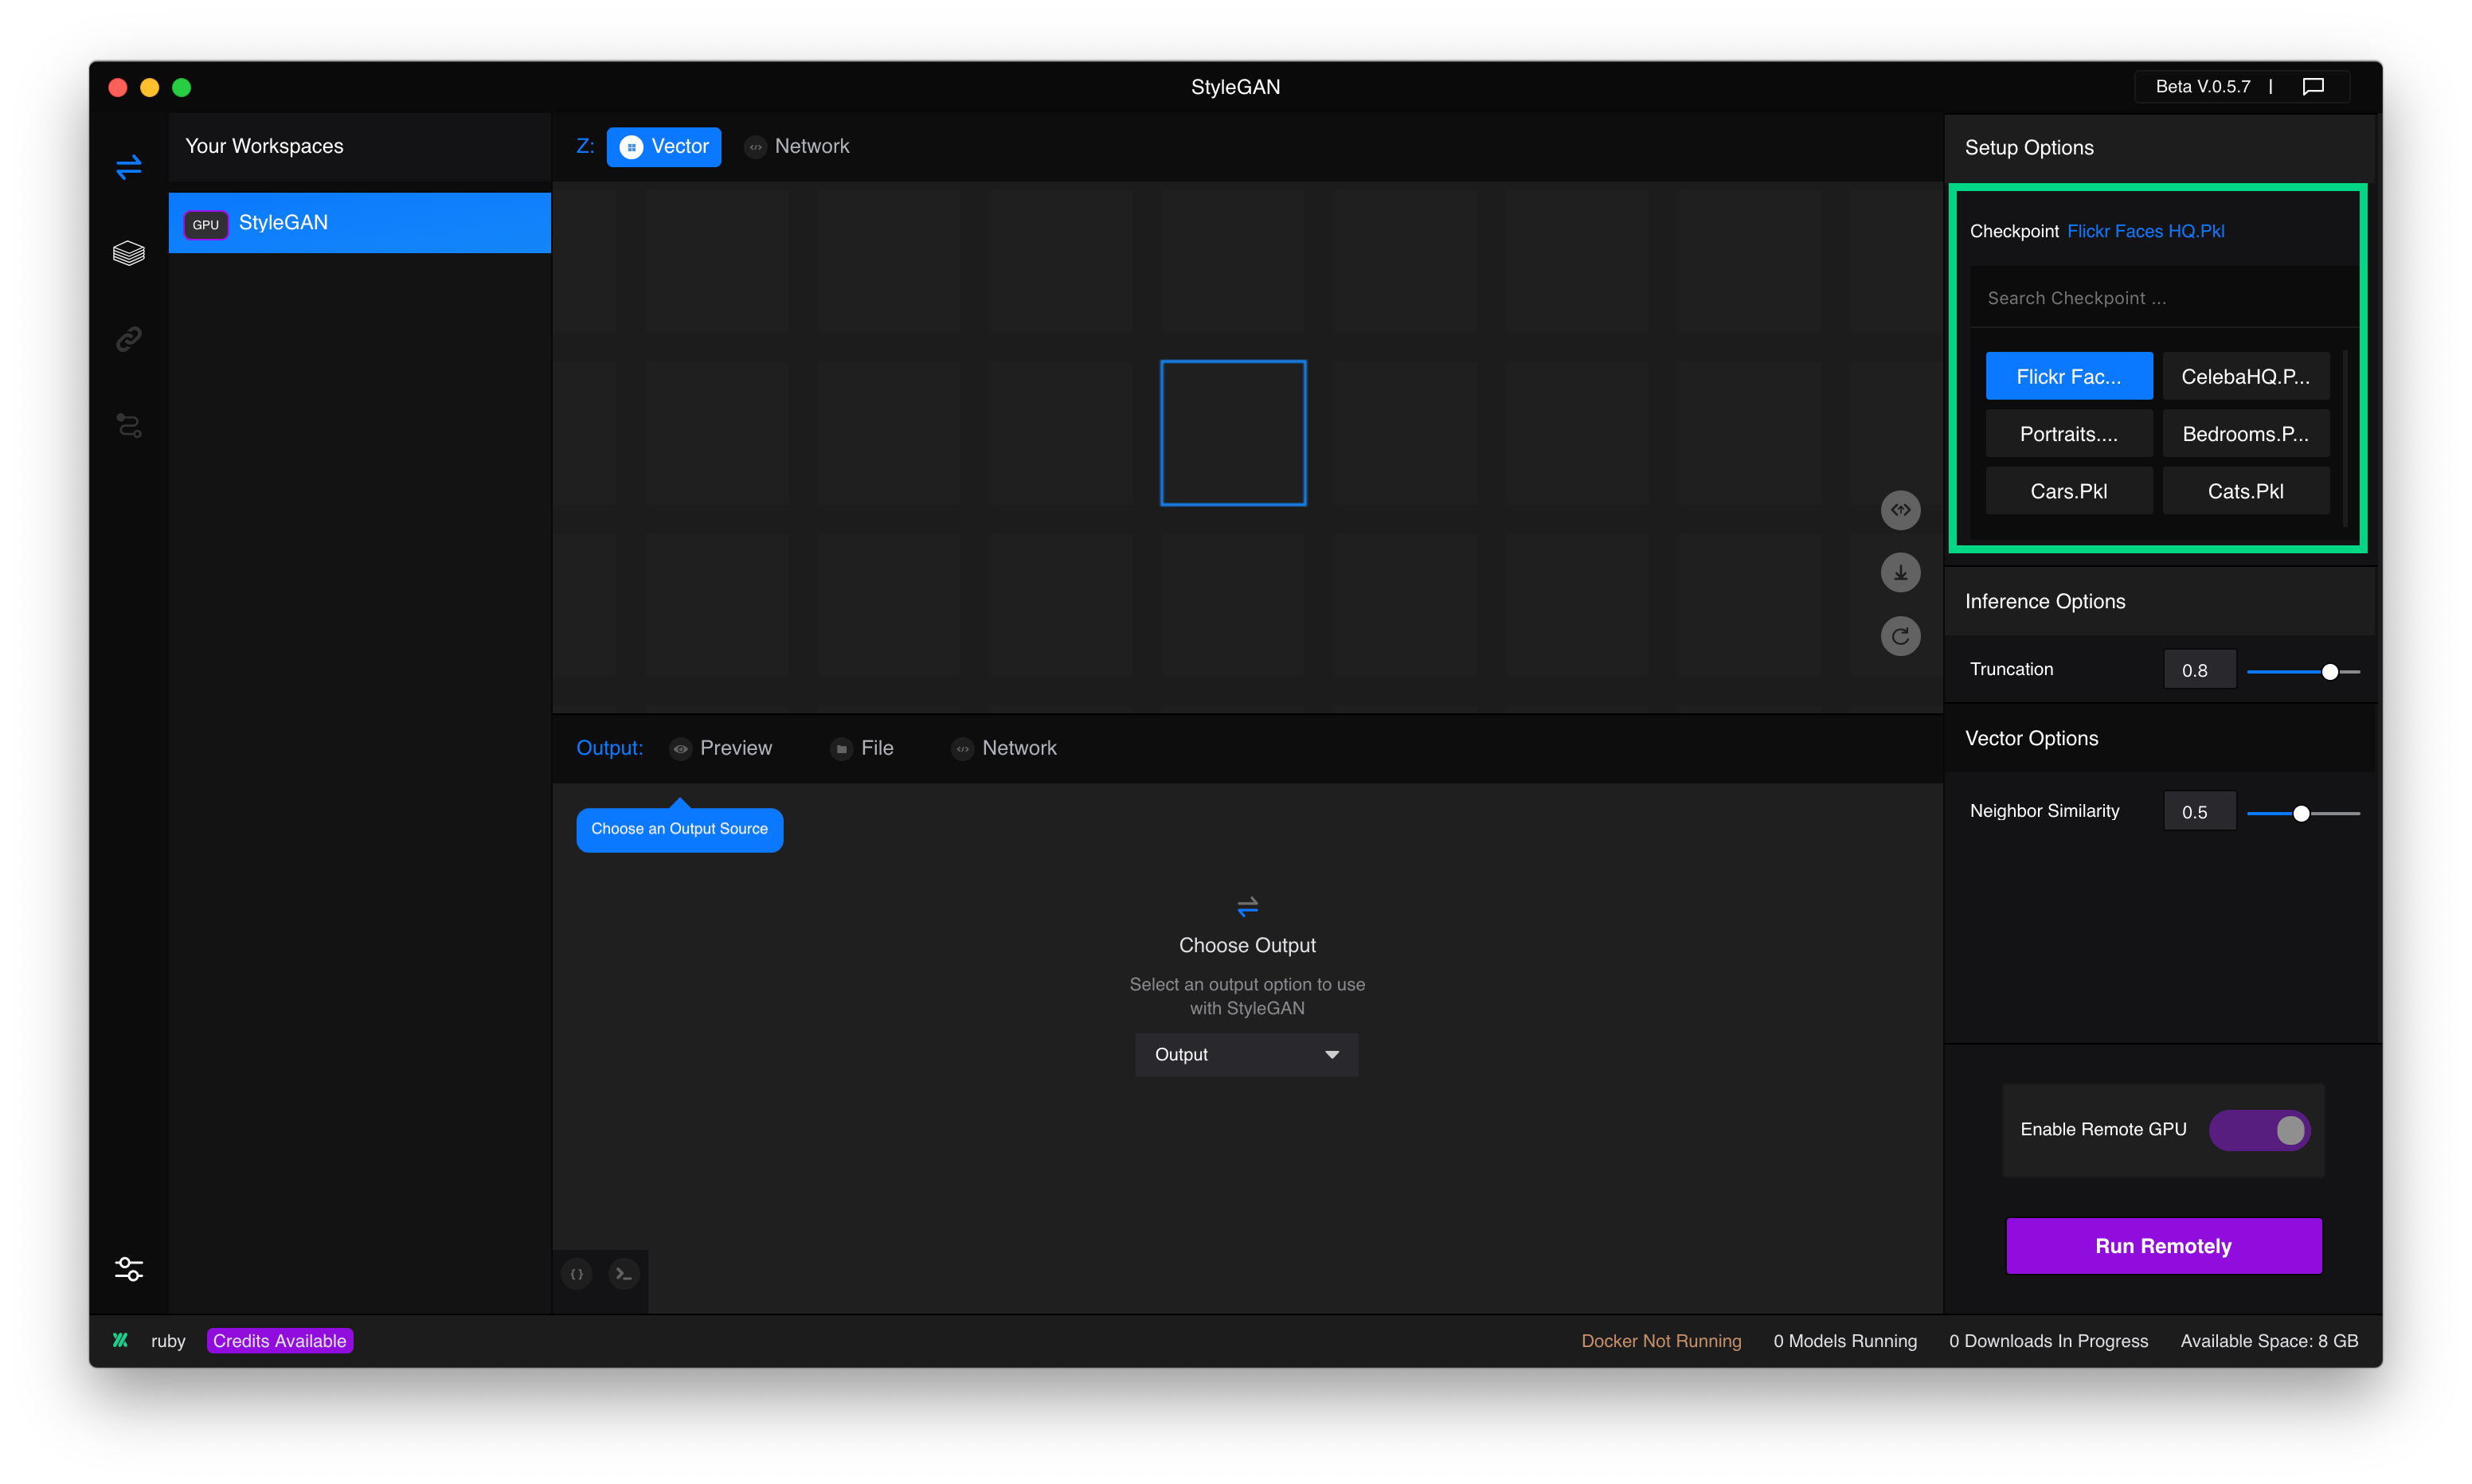 StyleGAN
Beta V.0.5.7 |
Your Workspaces
GPU StyleGAN
Z: Vector Network
Setup Options
Checkpoint Flickr Faces HQ.Pkl
Search Checkpoint ...
Flickr Fac... CelebaHQ.P...
Portraits.... Bedrooms.P...
Cars.Pkl Cats.Pkl
Inference Options
Truncation 0.8
Vector Options
Neighbor Similarity 0.5
Output: Preview File Network
Choose an Output Source
Choose Output
Select an output option to use
with StyleGAN
Output
Enable Remote GPU
Run Remotely
ruby Credits Available
Docker Not Running 0 Models Running 0 Downloads In Progress Available Space: 8 GB